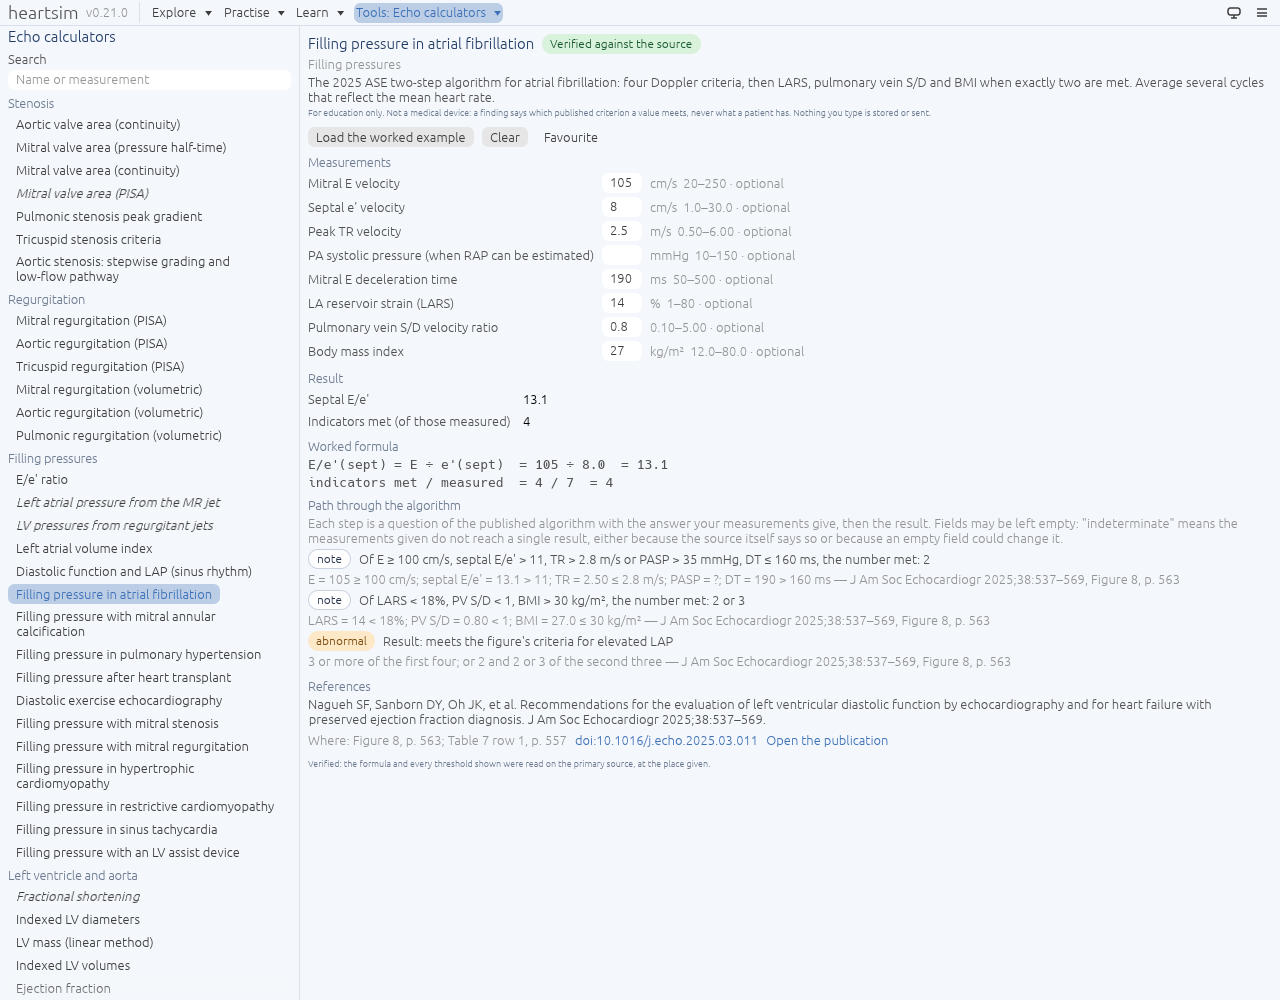 heartsim v0.21.0 Explore Practise Learn Tools: Echo calculators
Echo calculators
Search
Name or measurement
Stenosis
Aortic valve area (continuity)
Mitral valve area (pressure half-time)
Mitral valve area (continuity)
Mitral valve area (PISA)
Pulmonic stenosis peak gradient
Tricuspid stenosis criteria
Aortic stenosis: stepwise grading and
low-flow pathway
Regurgitation
Mitral regurgitation (PISA)
Aortic regurgitation (PISA)
Tricuspid regurgitation (PISA)
Mitral regurgitation (volumetric)
Aortic regurgitation (volumetric)
Pulmonic regurgitation (volumetric)
Filling pressures
E/e' ratio
Left atrial pressure from the MR jet
LV pressures from regurgitant jets
Left atrial volume index
Diastolic function and LAP (sinus rhythm)
Filling pressure in atrial fibrillation
Filling pressure with mitral annular
calcification
Filling pressure in pulmonary hypertension
Filling pressure after heart transplant
Diastolic exercise echocardiography
Filling pressure with mitral stenosis
Filling pressure with mitral regurgitation
Filling pressure in hypertrophic
cardiomyopathy
Filling pressure in restrictive cardiomyopathy
Filling pressure in sinus tachycardia
Filling pressure with an LV assist device
Left ventricle and aorta
Fractional shortening
Indexed LV diameters
LV mass (linear method)
Indexed LV volumes
Ejection fraction
Filling pressure in atrial fibrillation Verified against the source
Filling pressures
The 2025 ASE two-step algorithm for atrial fibrillation: four Doppler criteria, then LARS, pulmonary vein S/D and BMI when exactly two are met. Average several cycles
that reflect the mean heart rate.
For education only. Not a medical device: a finding says which published criterion a value meets, never what a patient has. Nothing you type is stored or sent.
Load the worked example Clear Favourite
Measurements
Mitral E velocity 105 cm/s 20–250 · optional
Septal e' velocity 8 cm/s 1.0–30.0 · optional
Peak TR velocity 2.5 m/s 0.50–6.00 · optional
PA systolic pressure (when RAP can be estimated) mmHg 10–150 · optional
Mitral E deceleration time 190 ms 50–500 · optional
LA reservoir strain (LARS) 14 % 1–80 · optional
Pulmonary vein S/D velocity ratio 0.8 0.10–5.00 · optional
Body mass index 27 kg/m² 12.0–80.0 · optional
Result
Septal E/e' 13.1
Indicators met (of those measured) 4
Worked formula
E/e'(sept) = E ÷ e'(sept) = 105 ÷ 8.0 = 13.1
indicators met / measured = 4 / 7 = 4
Path through the algorithm
Each step is a question of the published algorithm with the answer your measurements give, then the result. Fields may be left empty: "indeterminate" means the
measurements given do not reach a single result, either because the source itself says so or because an empty field could change it.
note Of E ≥ 100 cm/s, septal E/e' > 11, TR > 2.8 m/s or PASP > 35 mmHg, DT ≤ 160 ms, the number met: 2
E = 105 ≥ 100 cm/s; septal E/e' = 13.1 > 11; TR = 2.50 ≤ 2.8 m/s; PASP = ?; DT = 190 > 160 ms — J Am Soc Echocardiogr 2025;38:537–569, Figure 8, p. 563
note Of LARS < 18%, PV S/D < 1, BMI > 30 kg/m², the number met: 2 or 3
LARS = 14 < 18%; PV S/D = 0.80 < 1; BMI = 27.0 ≤ 30 kg/m² — J Am Soc Echocardiogr 2025;38:537–569, Figure 8, p. 563
abnormal Result: meets the figure's criteria for elevated LAP
3 or more of the first four; or 2 and 2 or 3 of the second three — J Am Soc Echocardiogr 2025;38:537–569, Figure 8, p. 563
References
Nagueh SF, Sanborn DY, Oh JK, et al. Recommendations for the evaluation of left ventricular diastolic function by echocardiography and for heart failure with
preserved ejection fraction diagnosis. J Am Soc Echocardiogr 2025;38:537–569.
Where: Figure 8, p. 563; Table 7 row 1, p. 557 doi:10.1016/j.echo.2025.03.011 Open the publication
Verified: the formula and every threshold shown were read on the primary source, at the place given.